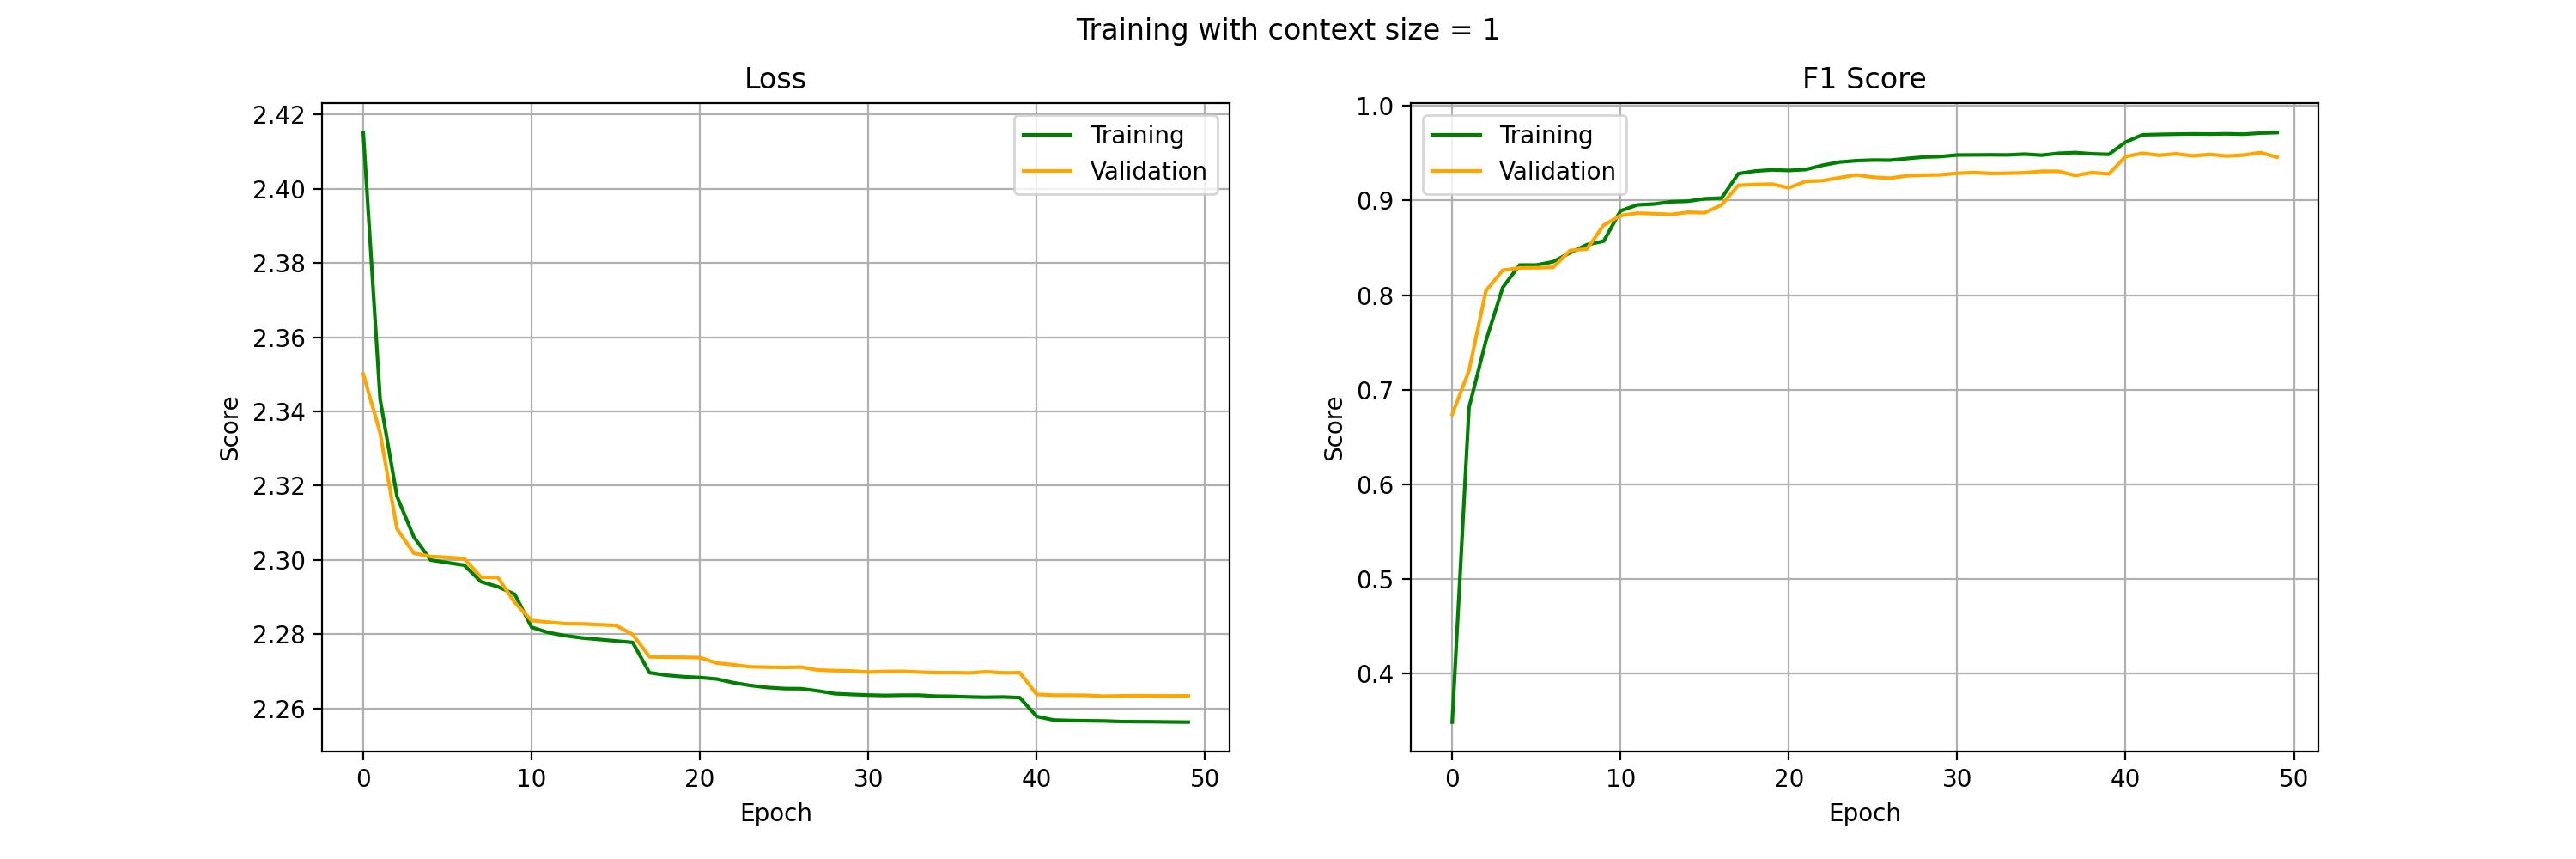 Training with context size = 1
Loss
2.42
2.40
2.38
2.36
2.34
2.32
2.30
2.28
2.26
Score
0
10
20
30
40
50
Epoch
Training
Validation
F1 Score
1.0
0.9
0.8
0.7
0.6
0.5
0.4
Score
0
10
20
30
40
50
Epoch
Training
Validation